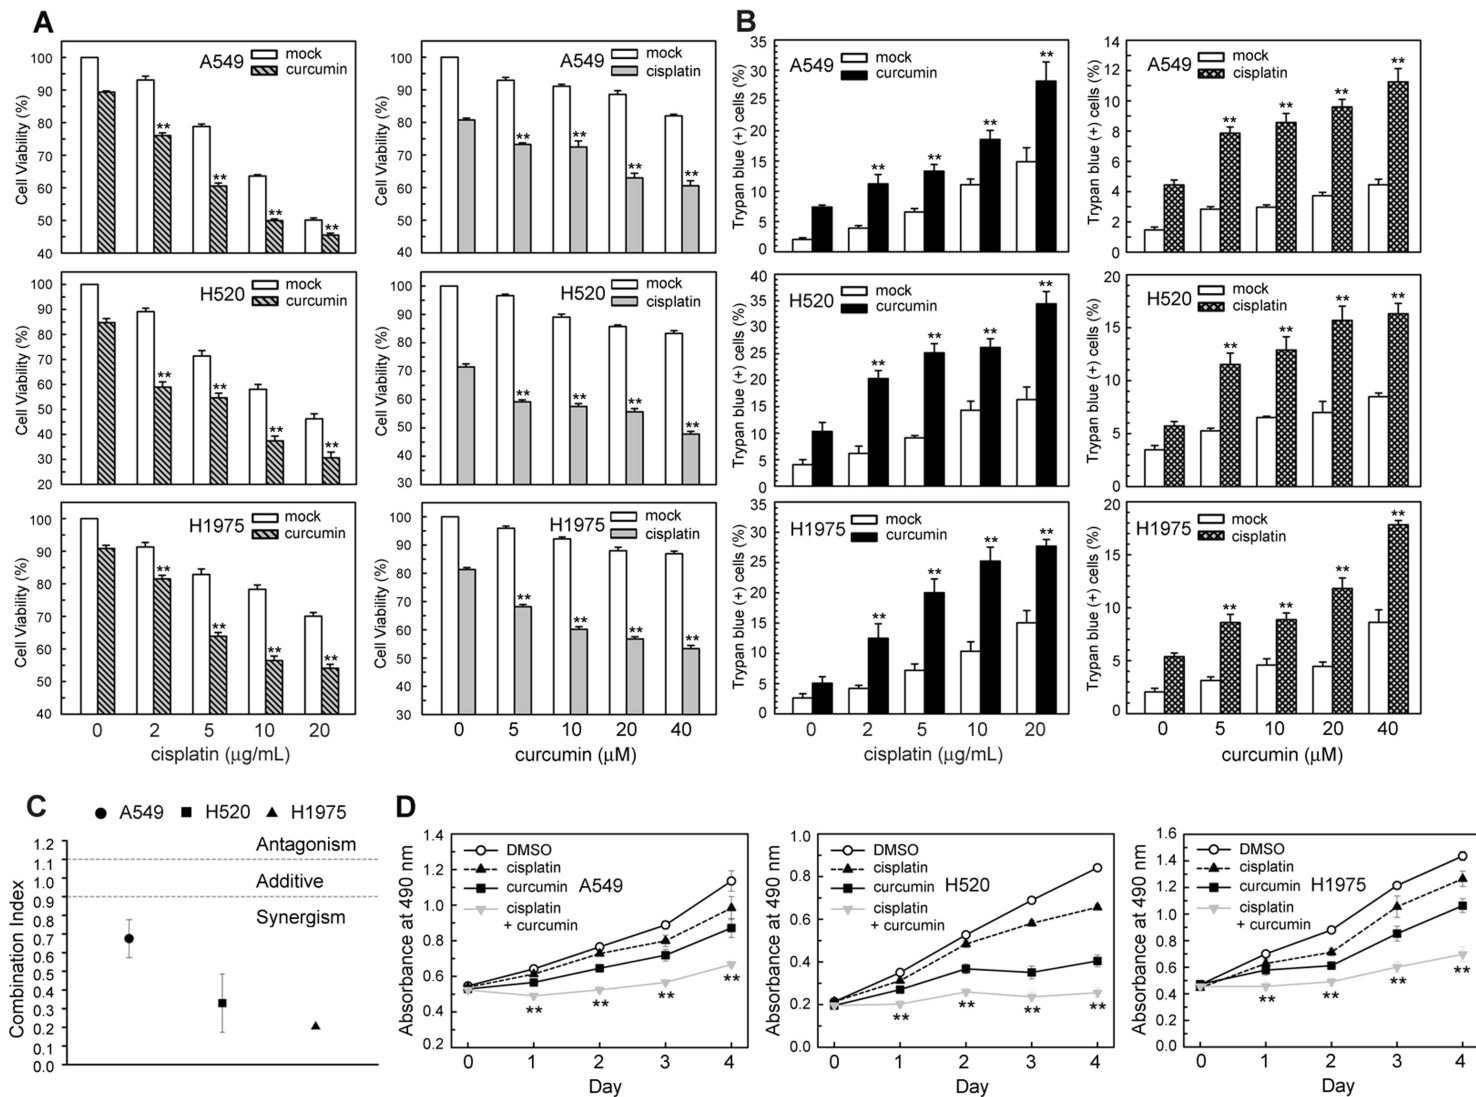 A
B
A549
mock
curcumin
Cell Viability (%)
100
90
80
70
60
50
40
**
**
**
**
A549
mock
cisplatin
Cell Viability (%)
100
90
80
70
60
50
40
**
**
**
**
A549
mock
curcumin
Trypan blue (+) cells (%)
35
30
25
20
15
10
5
0
**
**
**
**
A549
mock
cisplatin
Trypan blue (+) cells (%)
14
12
10
8
6
4
2
0
**
**
**
**
H520
mock
curcumin
Cell Viability (%)
100
90
80
70
60
50
40
30
20
**
**
**
**
H520
mock
cisplatin
Cell Viability (%)
100
90
80
70
60
50
40
30
**
**
**
**
H520
mock
curcumin
Trypan blue (+) cells (%)
40
35
30
25
20
15
10
5
0
**
**
**
**
H520
mock
cisplatin
Trypan blue (+) cells (%)
20
15
10
5
0
**
**
**
**
H1975
mock
curcumin
Cell Viability (%)
100
90
80
70
60
50
40
**
**
**
**
0 2 5 10 20
cisplatin (μg/mL)
H1975
mock
cisplatin
Cell Viability (%)
100
90
80
70
60
50
40
30
**
**
**
**
0 5 10 20 40
curcumin (μM)
H1975
mock
curcumin
Trypan blue (+) cells (%)
35
30
25
20
15
10
5
0
**
**
**
**
0 2 5 10 20
cisplatin (μg/mL)
H1975
mock
cisplatin
Trypan blue (+) cells (%)
20
15
10
5
0
**
**
**
**
0 5 10 20 40
curcumin (μM)
C
A549 H520 H1975
Combination Index
1.2
1.1
1.0
0.9
0.8
0.7
0.6
0.5
0.4
0.3
0.2
0.1
0.0
Antagonism
Additive
Synergism
D
Absorbance at 490 nm
1.4
1.2
1.0
0.8
0.6
0.4
0.2
DMSO
cisplatin
curcumin
cisplatin
+ curcumin
A549
**
**
**
**
0 1 2 3 4
Day
Absorbance at 490 nm
1.0
0.8
0.6
0.4
0.2
0.0
DMSO
cisplatin
curcumin
cisplatin
+ curcumin
H520
**
**
**
**
0 1 2 3 4
Day
Absorbance at 490 nm
1.6
1.4
1.2
1.0
0.8
0.6
0.4
0.2
0.0
DMSO
cisplatin
curcumin
cisplatin
+ curcumin
H1975
**
**
**
**
0 1 2 3 4
Day